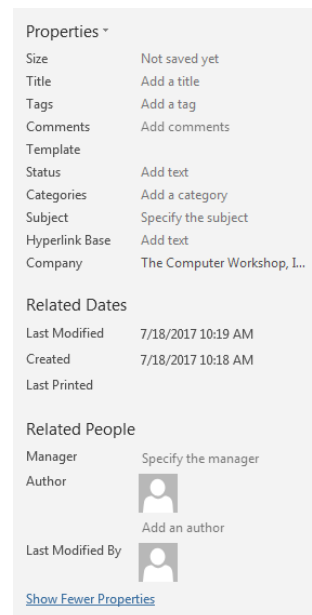 Properties
Size Not saved yet
Title Add a title
Tags Add a tag
Comments Add comments
Template
Status Add text
Categories Add a category
Subject Specify the subject
Hyperlink Base Add text
Company The Computer Workshop, I...
Related Dates
Last Modified 7/18/2017 10:19 AM
Created 7/18/2017 10:18 AM
Last Printed
Related People
Manager Specify the manager
Author
Add an author
Last Modified By
Show Fewer Properties